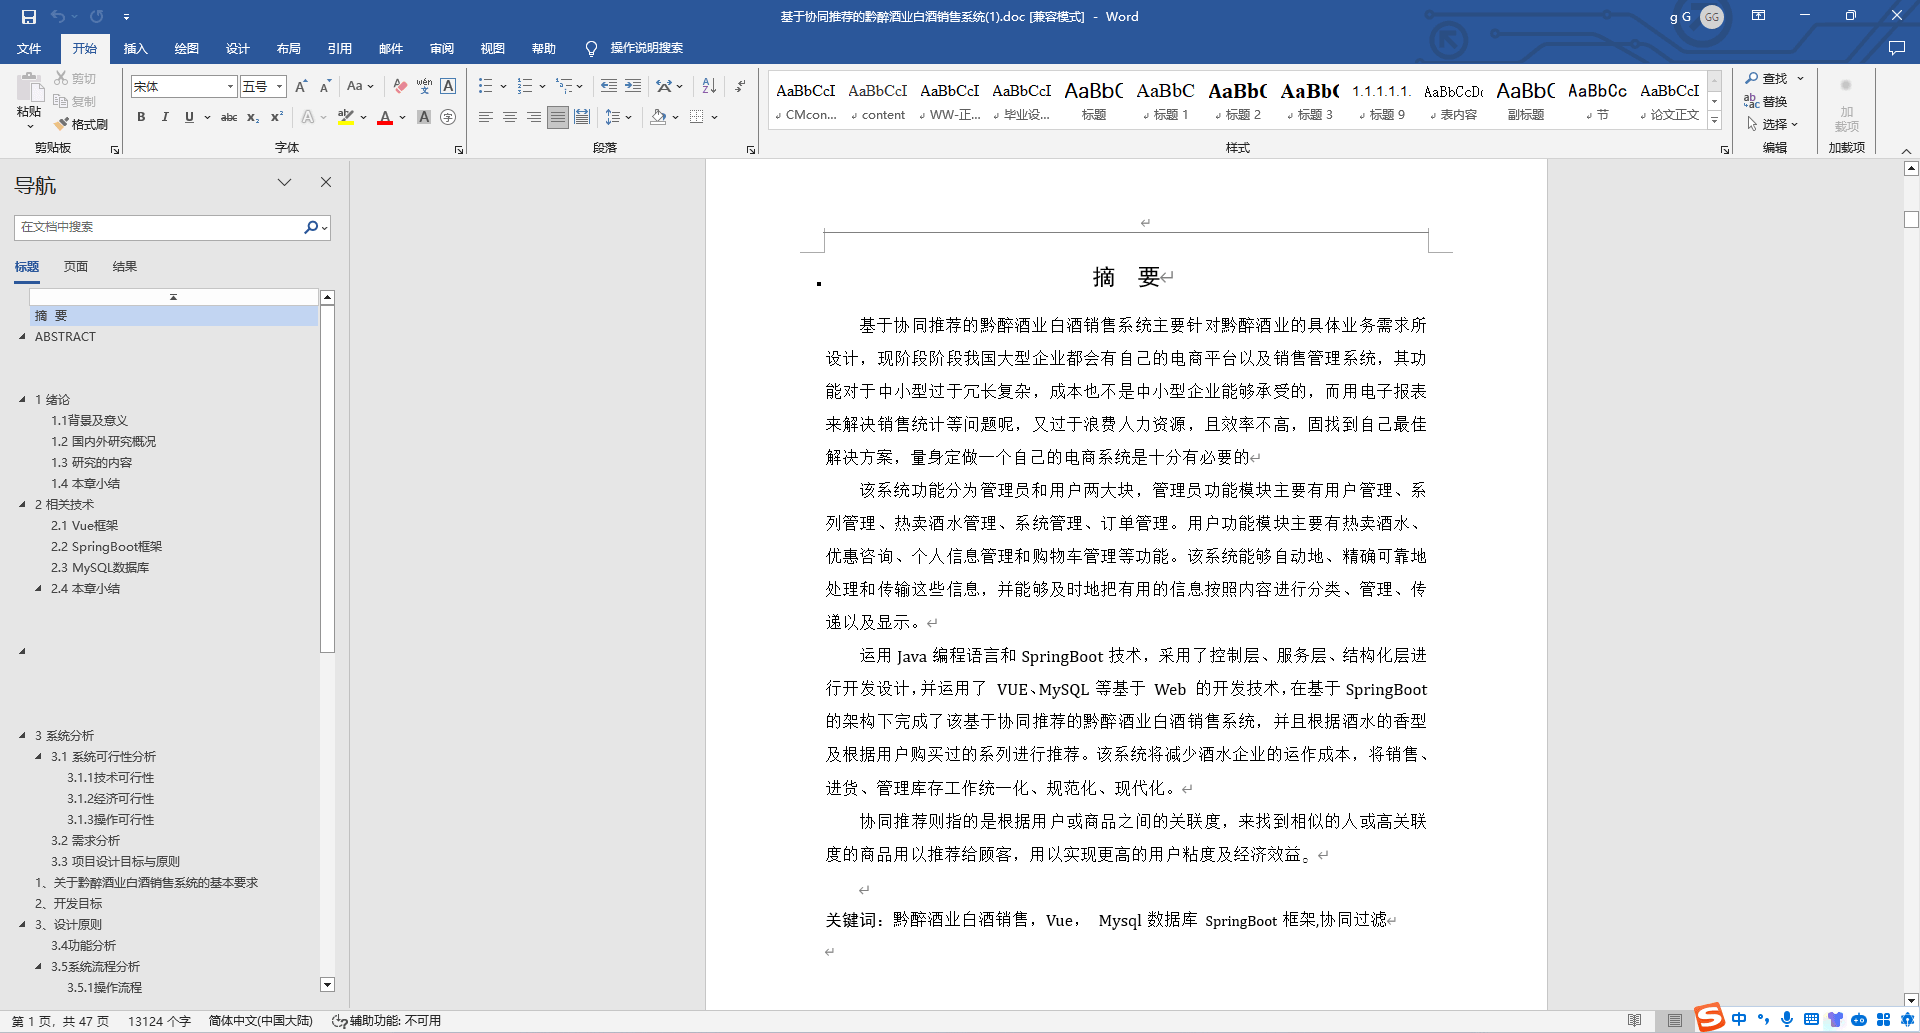 基于协同推荐的黔醉酒业白酒销售系统(1).doc [兼容模式] - Word
g G
GG
文件 开始 插入 绘图 设计 布局 引用 邮件 审阅 视图 帮助 操作说明搜索
粘贴
剪切
复制
格式刷
剪贴板
宋体 五号
字体
段落
AaBbCcI AaBbCcI AaBbCcI AaBbCcI AaBbC AaBbC AaBbC AaBbC 1.1.1.1.1. AaBbCcDc AaBbC AaBbCc AaBbCcI
CMcon... content WW-正... 毕业设... 标题 标题 1 标题 2 标题 3 标题 9 表内容 副标题 节 论文正文
样式
查找
替换
选择
编辑
加
载项
加载项
导航
在文档中搜索
标题 页面 结果
摘 要
ABSTRACT
1 绪论
1.1背景及意义
1.2 国内外研究概况
1.3 研究的内容
1.4 本章小结
2 相关技术
2.1 Vue框架
2.2 SpringBoot框架
2.3 MySQL数据库
2.4 本章小结
3 系统分析
3.1 系统可行性分析
3.1.1技术可行性
3.1.2经济可行性
3.1.3操作可行性
3.2 需求分析
3.3 项目设计目标与原则
1、关于黔醉酒业白酒销售系统的基本要求
2、开发目标
3、设计原则
3.4功能分析
3.5系统流程分析
3.5.1操作流程
摘 要
基于协同推荐的黔醉酒业白酒销售系统主要针对黔醉酒业的具体业务需求所
设计，现阶段阶段我国大型企业都会有自己的电商平台以及销售管理系统，其功
能对于中小型过于冗长复杂，成本也不是中小型企业能够承受的，而用电子报表
来解决销售统计等问题呢，又过于浪费人力资源，且效率不高，固找到自己最佳
解决方案，量身定做一个自己的电商系统是十分有必要的
该系统功能分为管理员和用户两大块，管理员功能模块主要有用户管理、系
列管理、热卖酒水管理、系统管理、订单管理。用户功能模块主要有热卖酒水、
优惠咨询、个人信息管理和购物车管理等功能。该系统能够自动地、精确可靠地
处理和传输这些信息，并能够及时地把有用的信息按照内容进行分类、管理、传
递以及显示。
运用 Java 编程语言和 SpringBoot 技术，采用了控制层、服务层、结构化层进
行开发设计，并运用了 VUE、MySQL 等基于 Web 的开发技术，在基于 SpringBoot
的架构下完成了该基于协同推荐的黔醉酒业白酒销售系统，并且根据酒水的香型
及根据用户购买过的系列进行推荐。该系统将减少酒水企业的运作成本，将销售、
进货、管理库存工作统一化、规范化、现代化。
协同推荐则指的是根据用户或商品之间的关联度，来找到相似的人或高关联
度的商品用以推荐给顾客，用以实现更高的用户粘度及经济效益。
关键词：黔醉酒业白酒销售，Vue， Mysql 数据库 SpringBoot 框架,协同过滤
第 1 页，共 47 页 13124 个字 简体中文(中国大陆) 辅助功能: 不可用
中